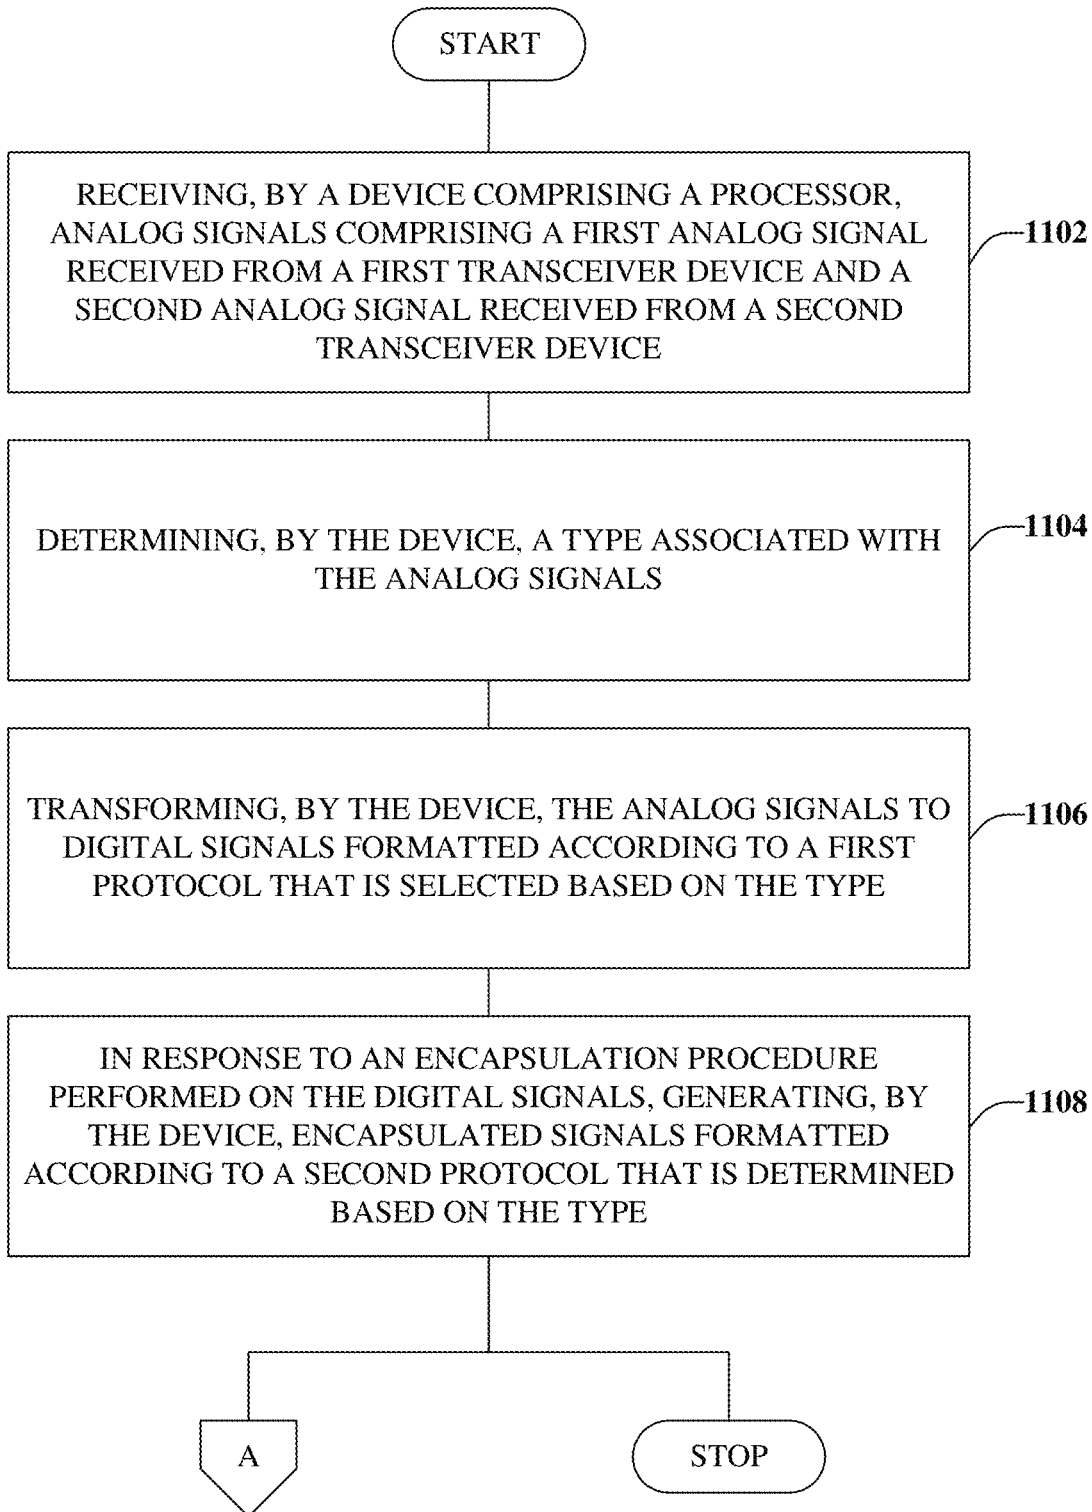 START
RECEIVING, BY A DEVICE COMPRISING A PROCESSOR,
ANALOG SIGNALS COMPRISING A FIRST ANALOG SIGNAL
RECEIVED FROM A FIRST TRANSCEIVER DEVICE AND A
SECOND ANALOG SIGNAL RECEIVED FROM A SECOND
TRANSCEIVER DEVICE
1102
DETERMINING, BY THE DEVICE, A TYPE ASSOCIATED WITH
THE ANALOG SIGNALS
1104
TRANSFORMING, BY THE DEVICE, THE ANALOG SIGNALS TO
DIGITAL SIGNALS FORMATTED ACCORDING TO A FIRST
PROTOCOL THAT IS SELECTED BASED ON THE TYPE
1106
IN RESPONSE TO AN ENCAPSULATION PROCEDURE
PERFORMED ON THE DIGITAL SIGNALS, GENERATING, BY
THE DEVICE, ENCAPSULATED SIGNALS FORMATTED
ACCORDING TO A SECOND PROTOCOL THAT IS DETERMINED
BASED ON THE TYPE
1108
A
STOP